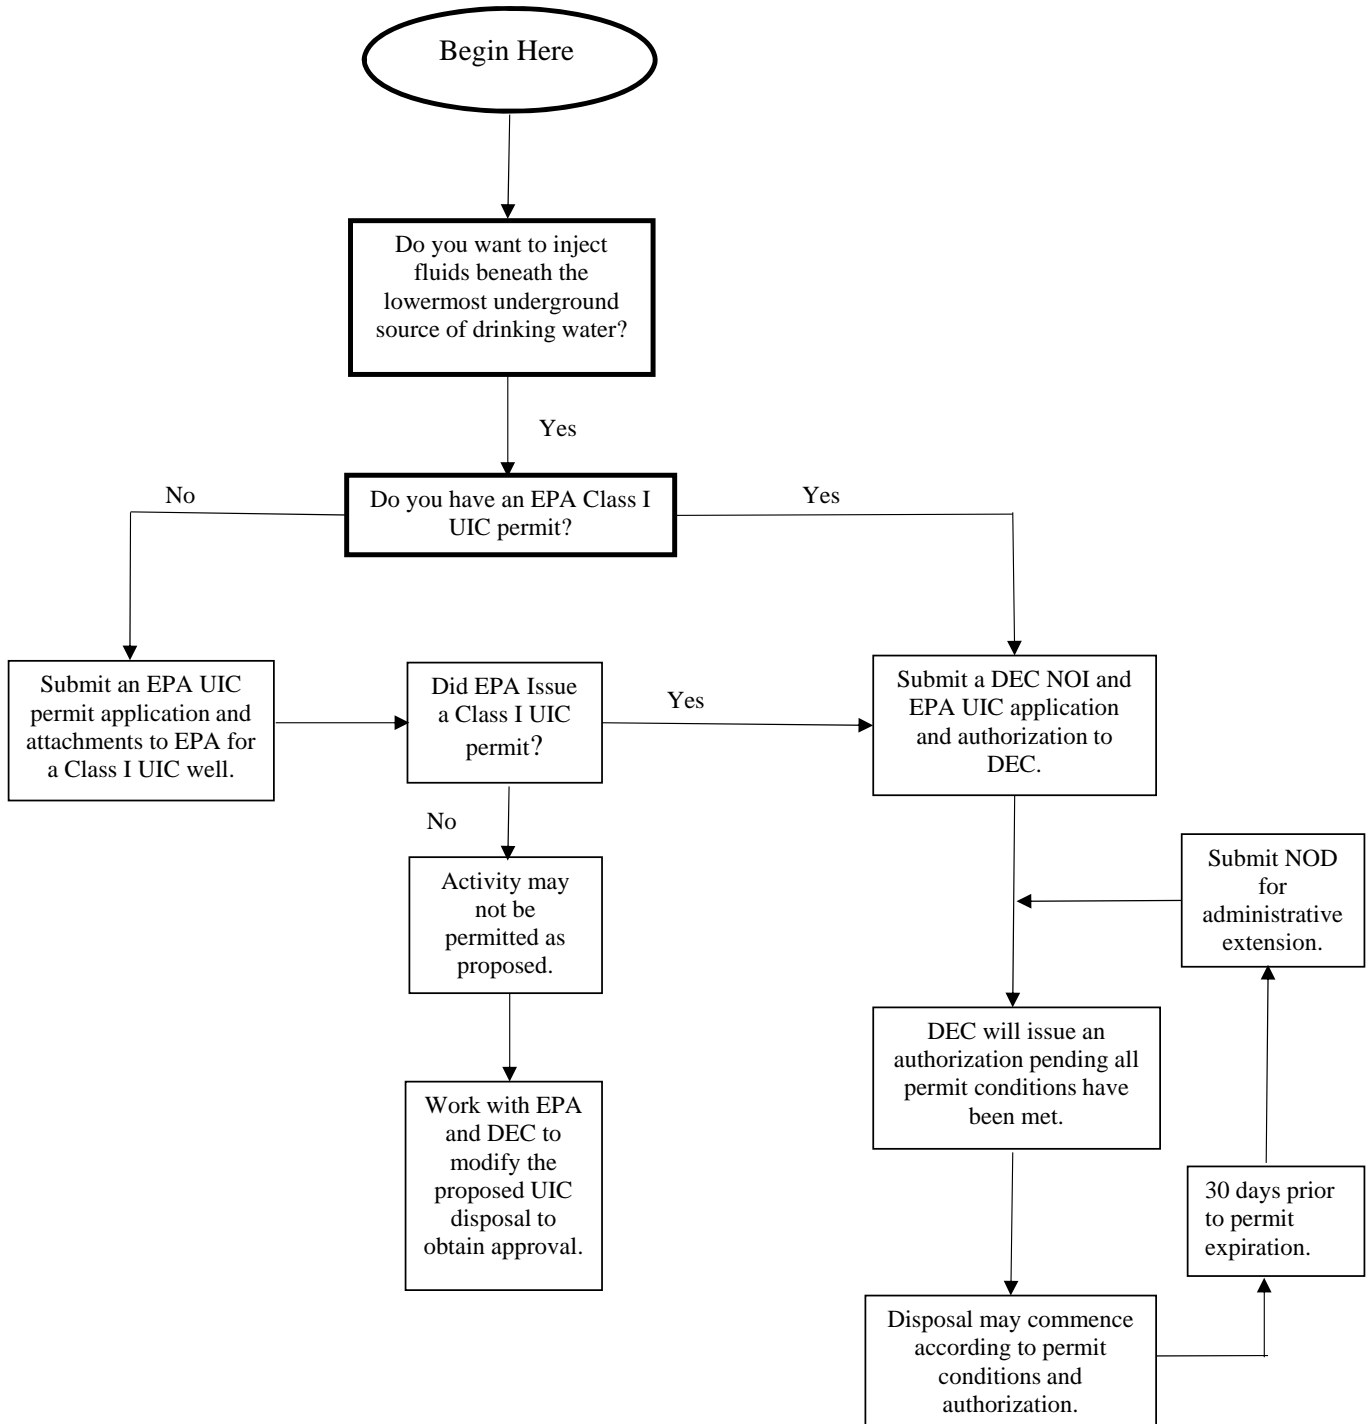 Begin Here
Do you want to inject
fluids beneath the
lowermost underground
source of drinking water?
Yes
No
Do you have an EPA Class I
UIC permit?
Yes
Submit an EPA UIC
permit application and
attachments to EPA for
a Class I UIC well.
Did EPA Issue
a Class I UIC
permit?
Yes
Submit a DEC NOI and
EPA UIC application
and authorization to
DEC.
No
Activity may
not be
permitted as
proposed.
Submit NOD
for
administrative
extension.
Work with EPA
and DEC to
modify the
proposed UIC
disposal to
obtain approval.
DEC will issue an
authorization pending all
permit conditions have
been met.
30 days prior
to permit
expiration.
Disposal may commence
according to permit
conditions and
authorization.